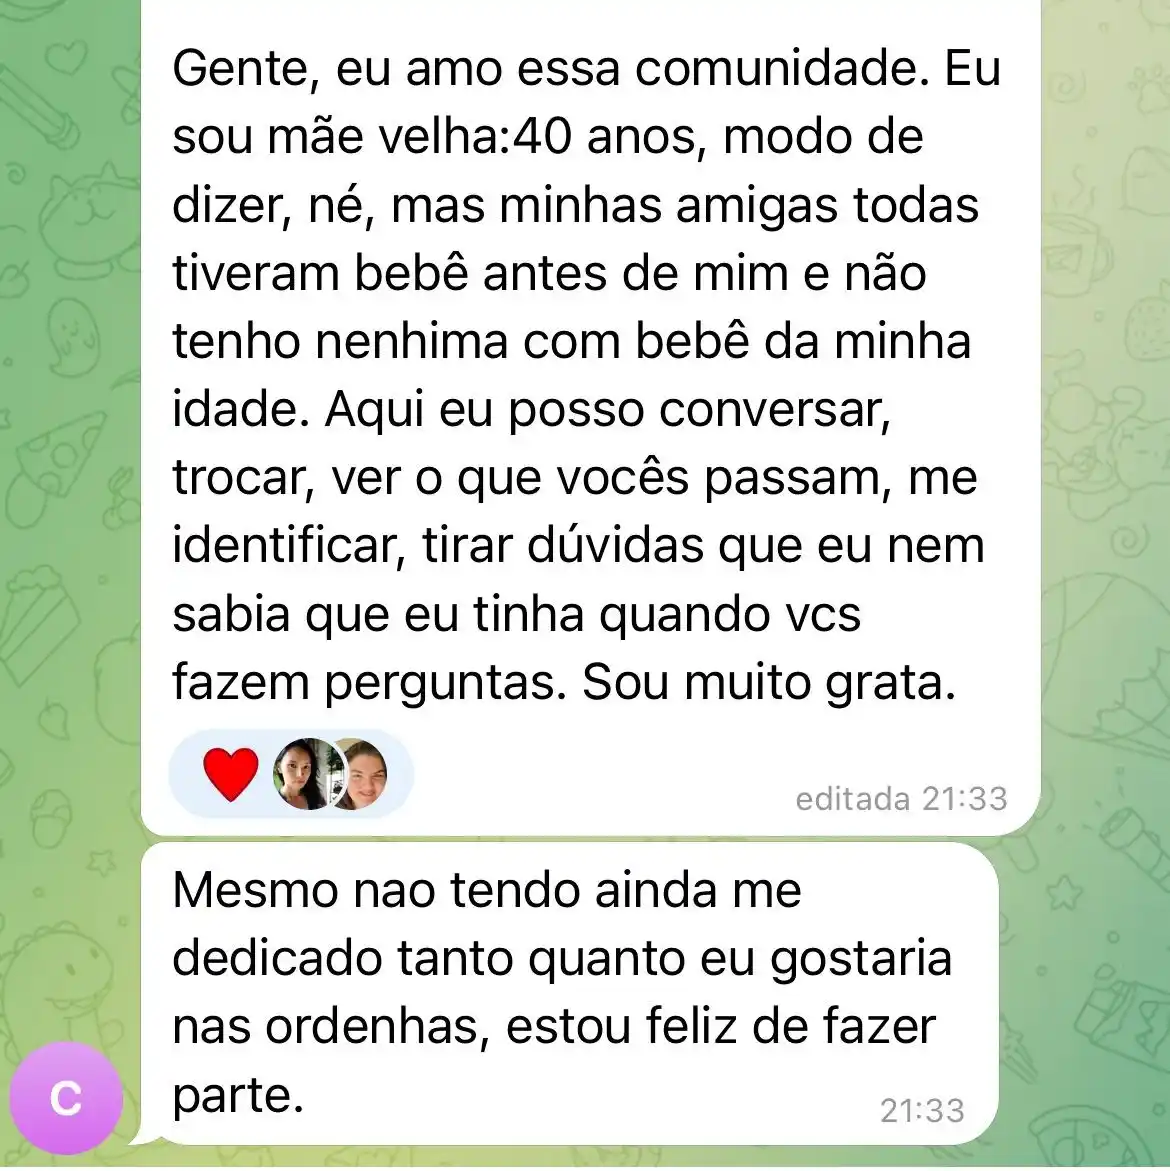 Gente, eu amo essa comunidade. Eu
sou mãe velha:40 anos, modo de
dizer, né, mas minhas amigas todas
tiveram bebê antes de mim e não
tenho nenhima com bebê da minha
idade. Aqui eu posso conversar,
trocar, ver o que vocês passam, me
identificar, tirar dúvidas que eu nem
sabia que eu tinha quando vcs
fazem perguntas. Sou muito grata.
editada 21:33
Mesmo nao tendo ainda me
dedicado tanto quanto eu gostaria
nas ordenhas, estou feliz de fazer
parte.
21:33
C